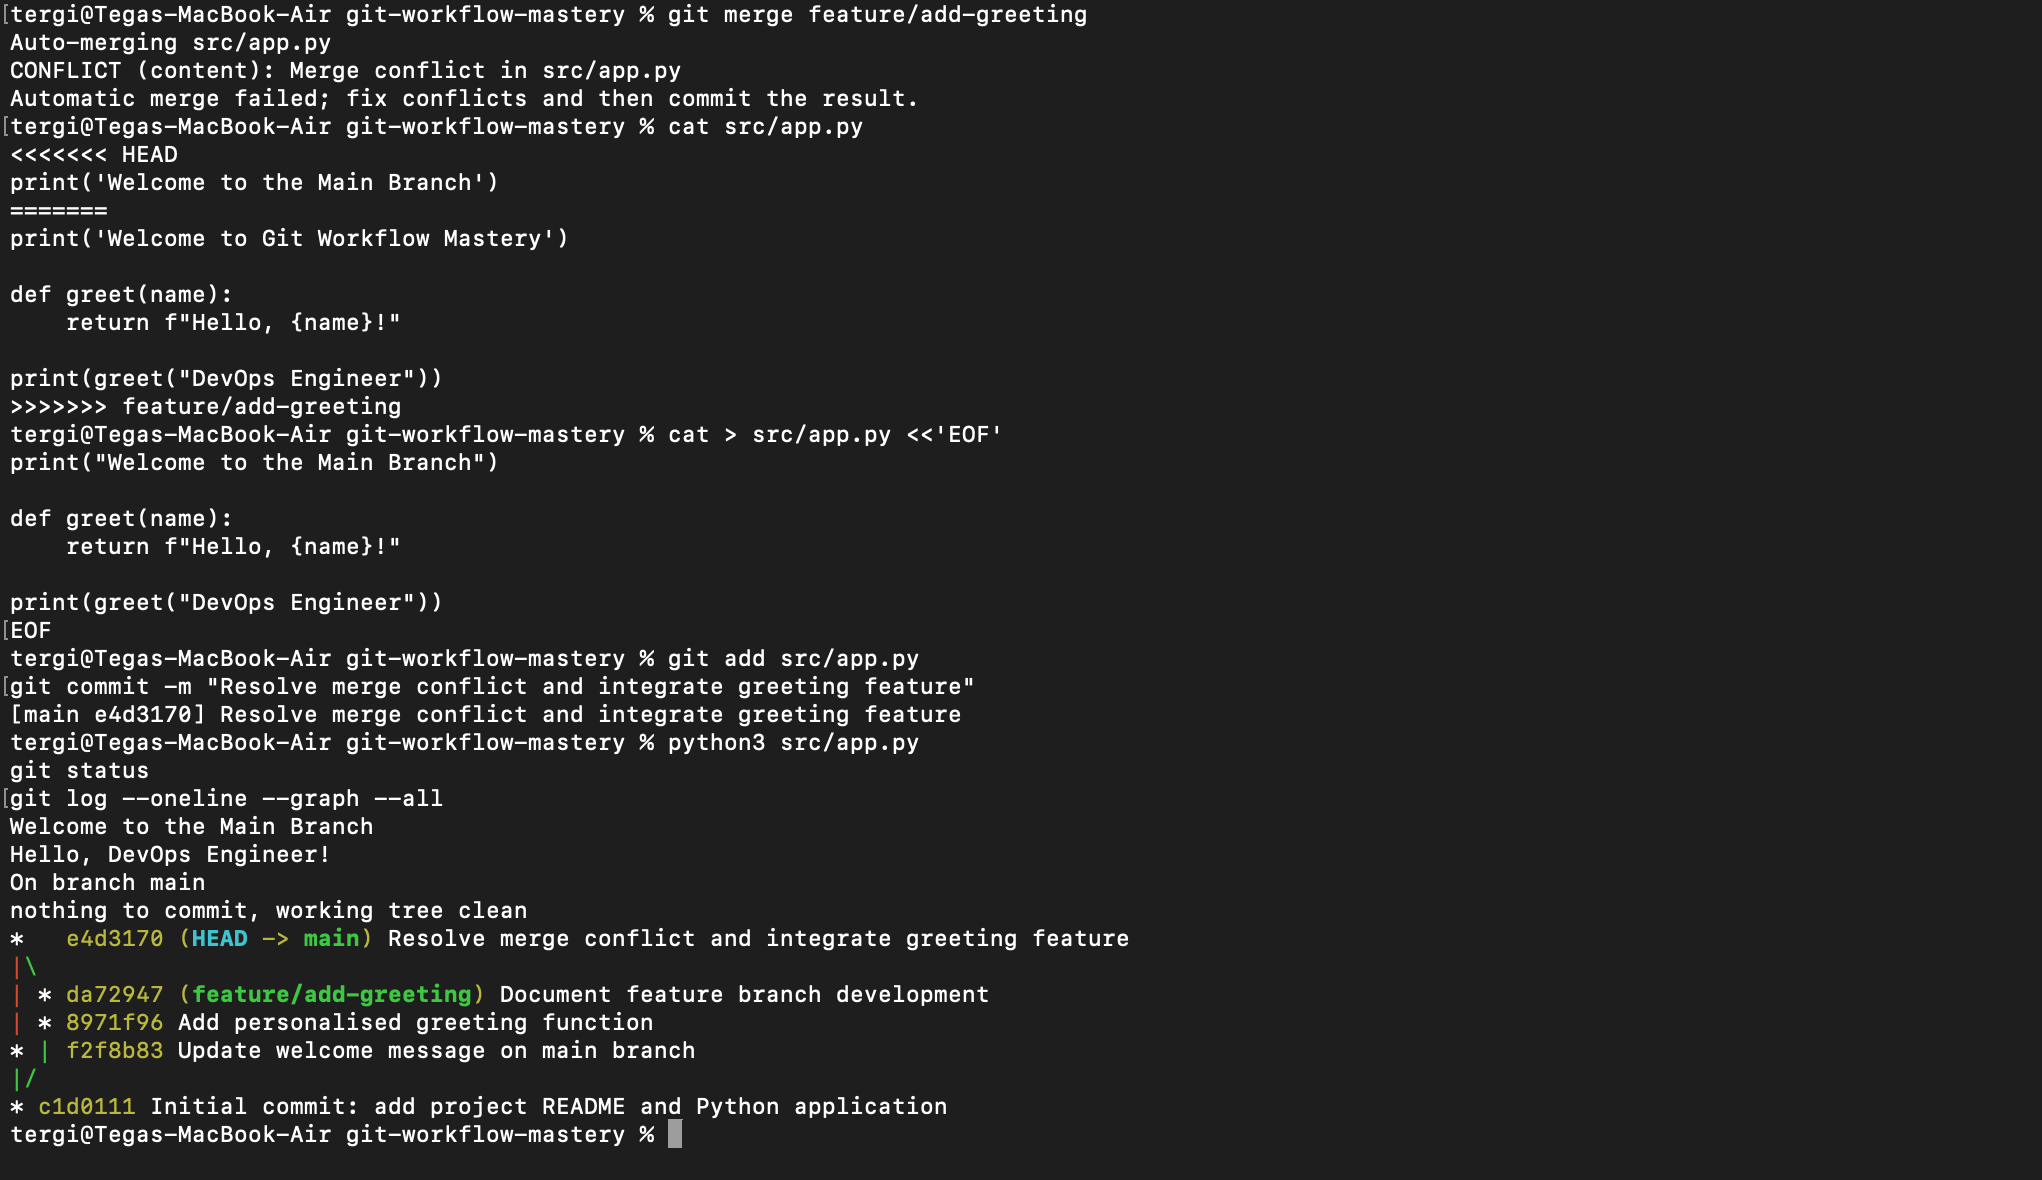 [tergi@Tegas-MacBook-Air git-workflow-mastery % git merge feature/add-greeting
Auto-merging src/app.py
CONFLICT (content): Merge conflict in src/app.py
Automatic merge failed; fix conflicts and then commit the result.
[tergi@Tegas-MacBook-Air git-workflow-mastery % cat src/app.py
<<<<<<< HEAD
print('Welcome to the Main Branch')
=======
print('Welcome to Git Workflow Mastery')

def greet(name):
    return f"Hello, {name}!"

print(greet("DevOps Engineer"))
>>>>>>> feature/add-greeting
tergi@Tegas-MacBook-Air git-workflow-mastery % cat > src/app.py <<'EOF'
print("Welcome to the Main Branch")

def greet(name):
    return f"Hello, {name}!"

print(greet("DevOps Engineer"))
[EOF
tergi@Tegas-MacBook-Air git-workflow-mastery % git add src/app.py
[git commit -m "Resolve merge conflict and integrate greeting feature"
[main e4d3170] Resolve merge conflict and integrate greeting feature
tergi@Tegas-MacBook-Air git-workflow-mastery % python3 src/app.py
git status
[git log --oneline --graph --all
Welcome to the Main Branch
Hello, DevOps Engineer!
On branch main
nothing to commit, working tree clean
*   e4d3170 (HEAD -> main) Resolve merge conflict and integrate greeting feature
|\
| * da72947 (feature/add-greeting) Document feature branch development
| * 8971f96 Add personalised greeting function
* | f2f8b83 Update welcome message on main branch
|/
* c1d0111 Initial commit: add project README and Python application
tergi@Tegas-MacBook-Air git-workflow-mastery %